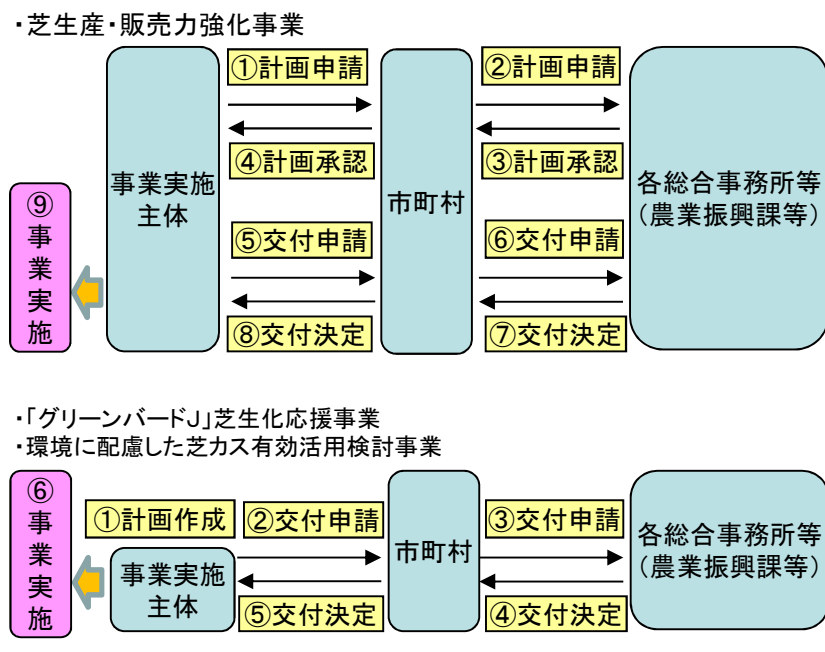 ・芝生産・販売力強化事業
①計画申請
②計画申請
④計画承認
③計画承認
事業実施
主体
市町村
各総合事務所等
(農業振興課等)
⑤交付申請
⑥交付申請
⑧交付決定
⑦交付決定
⑨
事
業
実
施
・「グリーンバードJ」芝生化応援事業
・環境に配慮した芝カス有効活用検討事業
⑥
事
業
実
施
①計画作成
②交付申請
③交付申請
事業実施
主体
市町村
各総合事務所等
(農業振興課等)
⑤交付決定
④交付決定